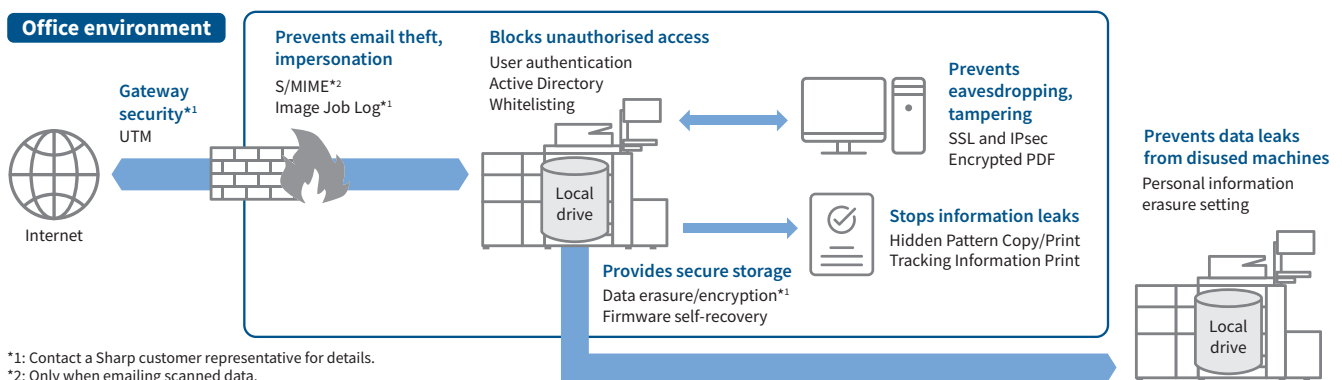 Office environment
Gateway
security*1
UTM
Internet
Prevents email theft,
impersonation
S/MIME*2
Image Job Log*1
Blocks unauthorised access
User authentication
Active Directory
Whitelisting
Local
drive
Provides secure storage
Data erasure/encryption*1
Firmware self-recovery
Prevents
eavesdropping,
tampering
SSL and IPsec
Encrypted PDF
Stops information leaks
Hidden Pattern Copy/Print
Tracking Information Print
Prevents data leaks
from disused machines
Personal information
erasure setting
Local
drive
*1: Contact a Sharp customer representative for details.
*2: Only when emailing scanned data.